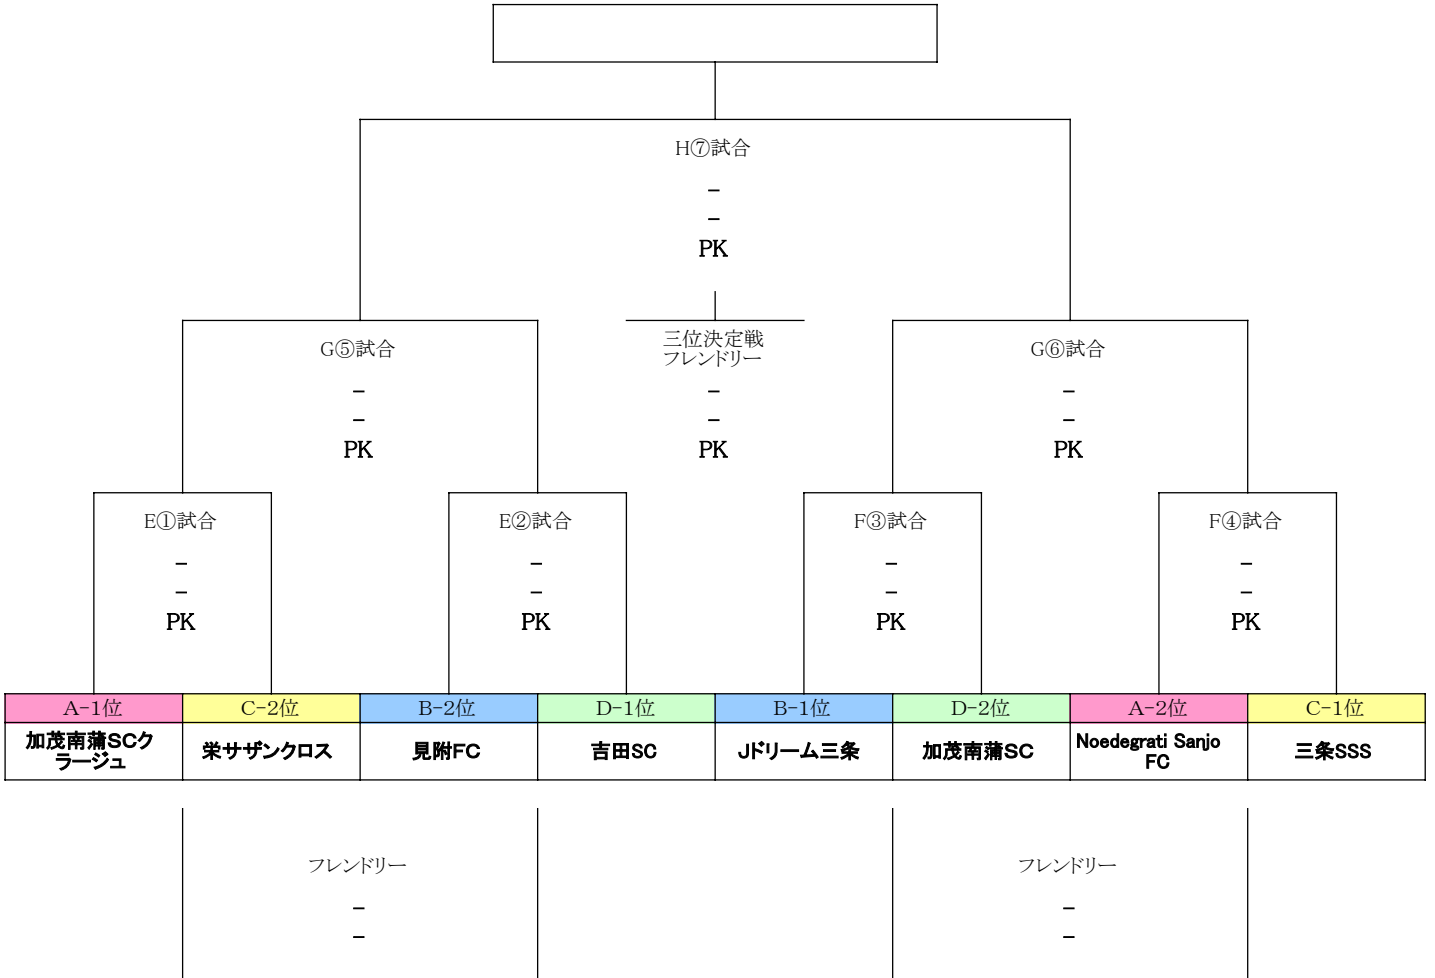 H⑦試合
-
-
PK
G⑤試合
三位決定戦
フレンドリー
G⑥試合
- - -
- - -
PK PK PK
E①試合 E②試合 F③試合 F④試合
- - - -
- - - -
PK PK PK PK
A-1位 C-2位 B-2位 D-1位 B-1位 D-2位 A-2位 C-1位
加茂南蒲SCク
ラージュ
栄サザンクロス
見附FC
吉田SC
Jドリーム三条
加茂南蒲SC
Noedegrati Sanjo
FC
三条SSS
フレンドリー フレンドリー
- -
- -